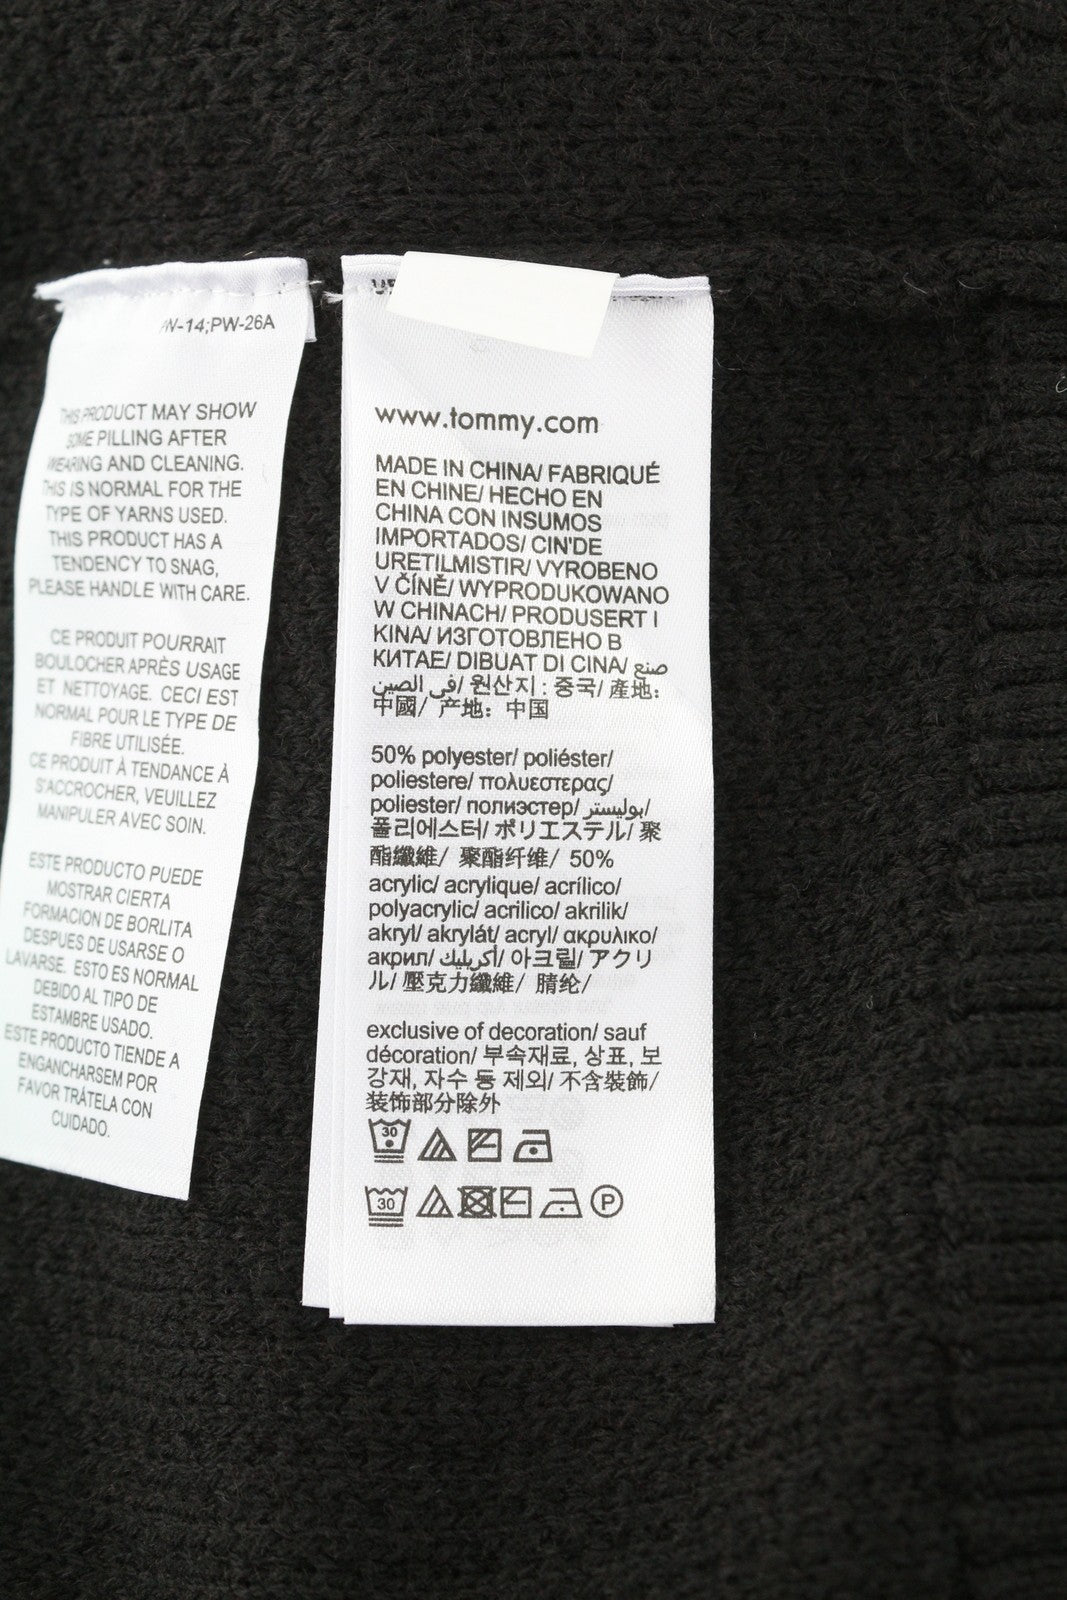 PW-26A
THIS PRODUCT MAY SHOW
SOME PILLING AFTER
WEARING AND CLEANING.
THIS IS NORMAL FOR THE
TYPE OF YARNS USED.
THIS PRODUCT HAS A
TENDENCY TO SNAG,
PLEASE HANDLE WITH CARE.
CE PRODUIT POURRAIT
BOULOCHER APRÈS USAGE
ET NETTOYAGE. CECI EST
NORMAL POUR LE TYPE DE
FIBRE UTILISÉE.
CE PRODUIT À TENDANCE À
S'ACCROCHER, VEUILLEZ
MANIPULER AVEC SOIN.
ESTE PRODUCTO PUEDE
MOSTRAR CIERTA
FORMACION DE BORLITA
DESPUES DE USARSE O
LAVARSE. ESTO ES NORMAL
DEBIDO AL TIPO DE
ESTAMBRE USADO.
ESTE PRODUCTO TIENDE A
ENGANCHARSEM POR
FAVOR TRÁTELA CON
CUIDADO.
www.tommy.com
MADE IN CHINA/ FABRIQUÉ
EN CHINE/ HECHO EN
CHINA CON INSUMOS
IMPORTADOS/ CIN'DE
URETILMISTIR/ VYROBENO
V ČÍNĚ/ WYPRODUKOWANO
W CHINACH/ PRODUSERT I
KINA/ ИЗГОТОВЛЕНО В
КИТАЕ/ DIBUAT DI CINA/ صنع
في الصين/ 원산지 : 중국/ 產地:
中國/ 产地: 中国
50% polyester/ poliéster/
poliestere/ πολυεστερας/
poliester/ полиэстер/ بوليستر/
폴리에스터/ ポリエステル/ 聚
酯纖維/ 聚酯纤维/ 50%
acrylic/ acrylique/ acrílico/
polyacrylic/ acrilico/ akrilik/
akryl/ akrylát/ acryl/ ακρυλικο/
акрил/ أكريليك/ 아크릴/ アクリ
ル/ 壓克力纖維/ 腈纶/
exclusive of decoration/ sauf
décoration/ 부속재료, 상표, 보
강재, 자수 등 제외/ 不含裝飾/
装饰部分除外
30
30 P